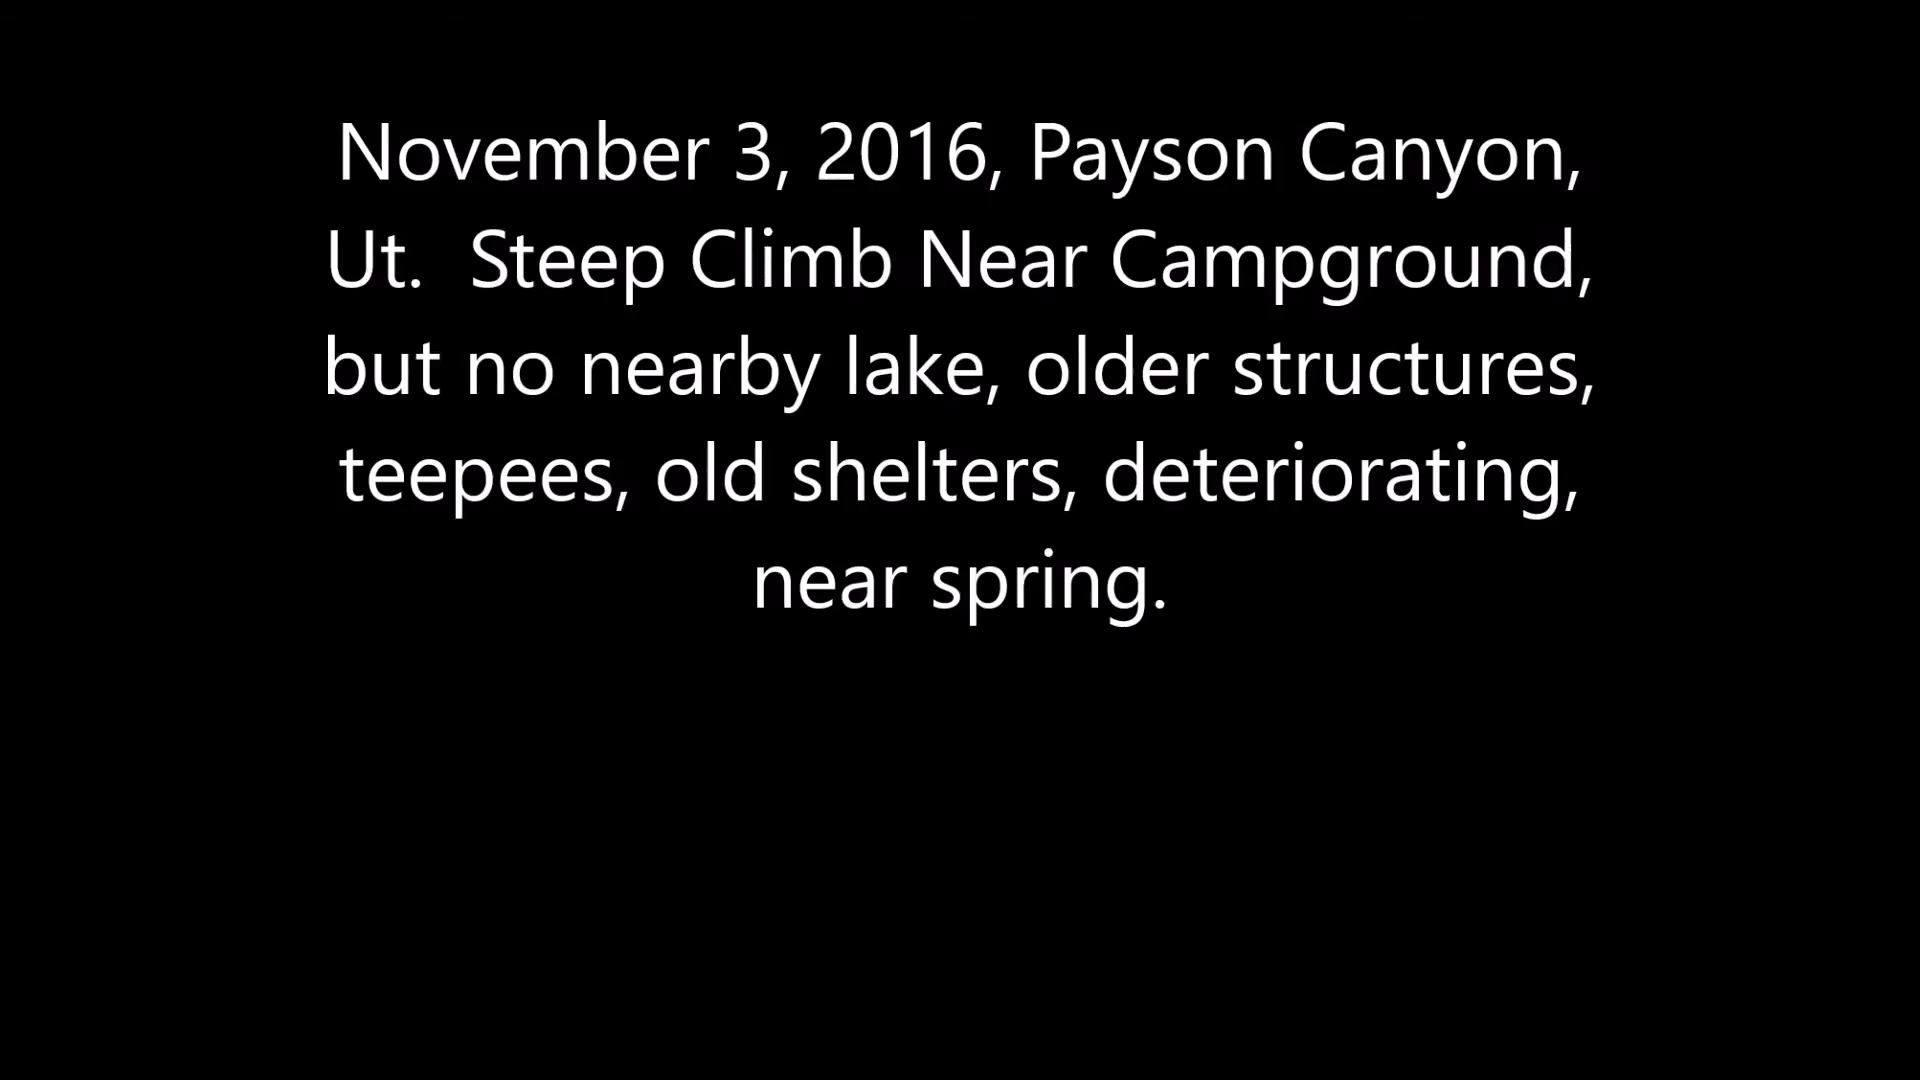 November 3, 2016, Payson Canyon,
Ut.  Steep Climb Near Campground,
but no nearby lake, older structures,
teepees, old shelters, deteriorating,
near spring.